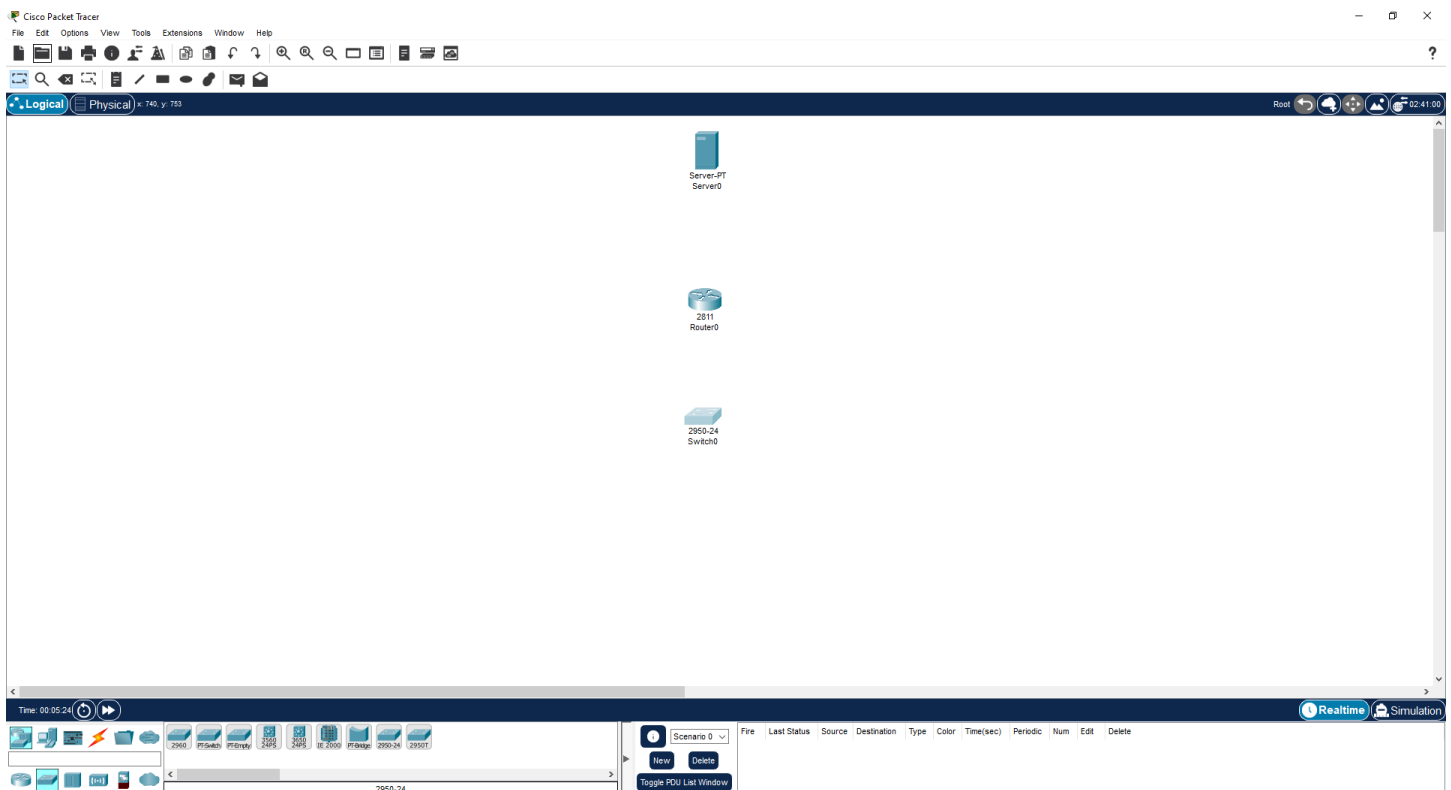 Cisco Packet Tracer
File Edit Options View Tools Extensions Window Help
?
Logical Physical x: 740, y: 753 Root 02:41:00
Server-PT
Server0
2811
Router0
2950-24
Switch0
Time: 00:05:24 Realtime Simulation
2960 PT-Switch PT-Empty 3560 24PS 3650 24PS IE 2000 PT-Bridge 2950-24 2950T
Scenario 0
Fire Last Status Source Destination Type Color Time(sec) Periodic Num Edit Delete
New Delete
Toggle PDU List Window
2950-24